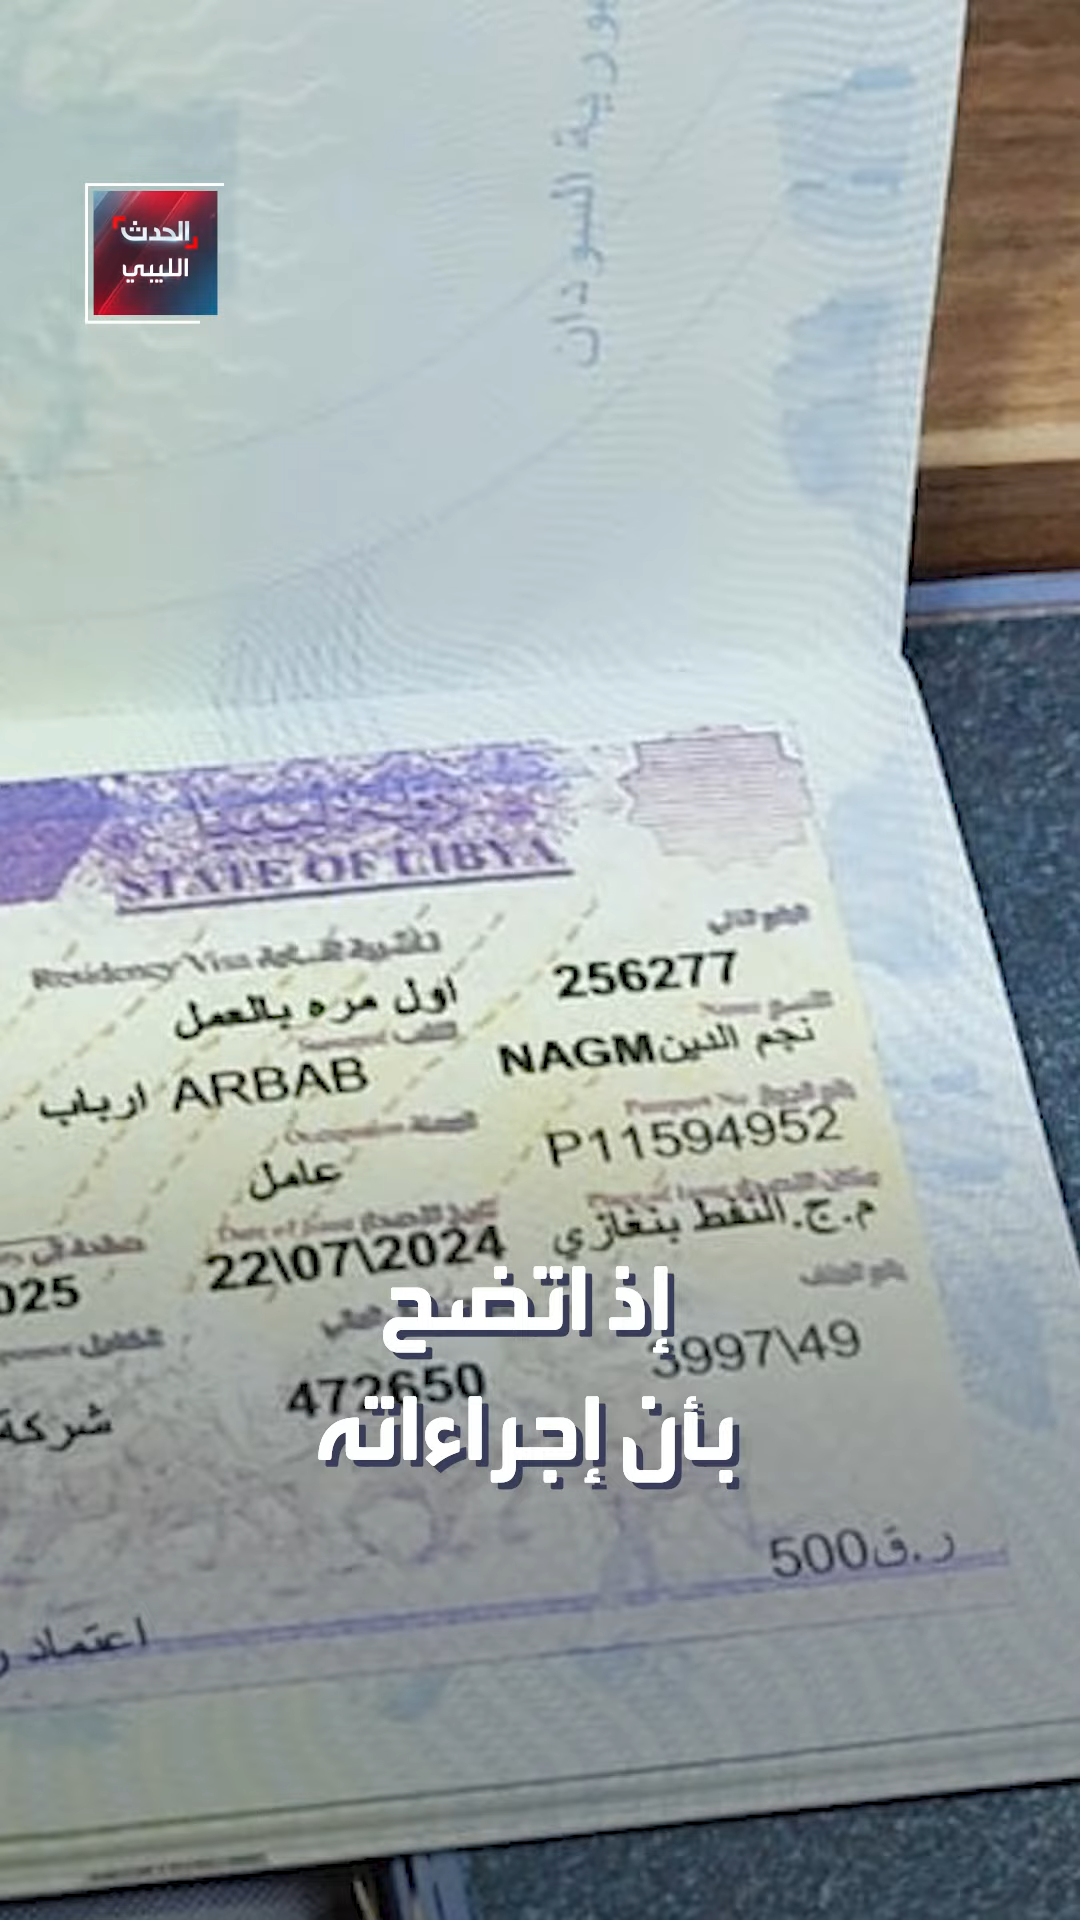 الحدث
الليبي
السودان
STATE OF LIBYA
Residency Visa
256277
اول مره بالعمل
نجم الدين NAGM
ARBAB ارباب
P11594952
عامل
م.ج.النفط بنغازي
22\07\2024
025
3997\49
472650
شركة
إذ اتضح
بأن إجراءاته
ر.ق500
اعتماد